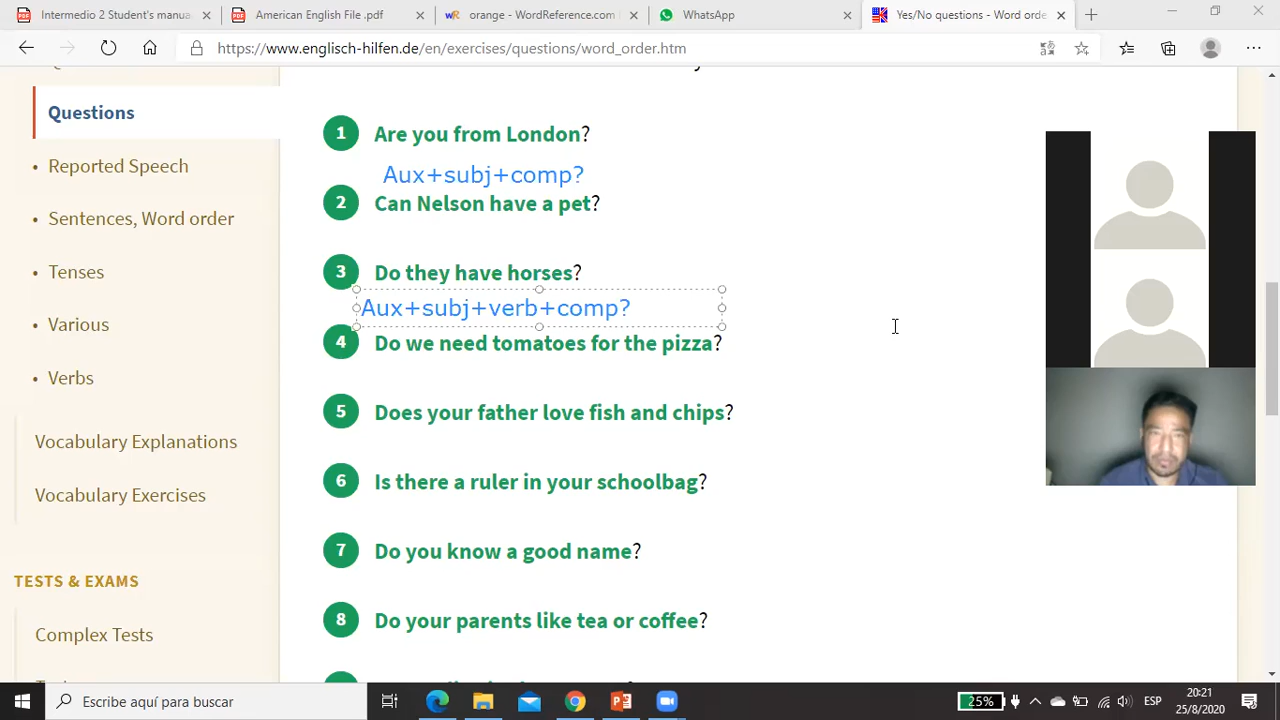 Intermedio 2 Student's manua
American English File .pdf
orange - WordReference.com
WhatsApp
Yes/No questions - Word orde
https://www.englisch-hilfen.de/en/exercises/questions/word_order.htm
Questions
• Reported Speech
• Sentences, Word order
• Tenses
• Various
• Verbs
Vocabulary Explanations
Vocabulary Exercises
TESTS & EXAMS
Complex Tests
1 Are you from London?
Aux+subj+comp?
2 Can Nelson have a pet?
3 Do they have horses?
Aux+subj+verb+comp?
4 Do we need tomatoes for the pizza?
5 Does your father love fish and chips?
6 Is there a ruler in your schoolbag?
7 Do you know a good name?
8 Do your parents like tea or coffee?
Escribe aquí para buscar
25%
ESP
20:21
25/8/2020